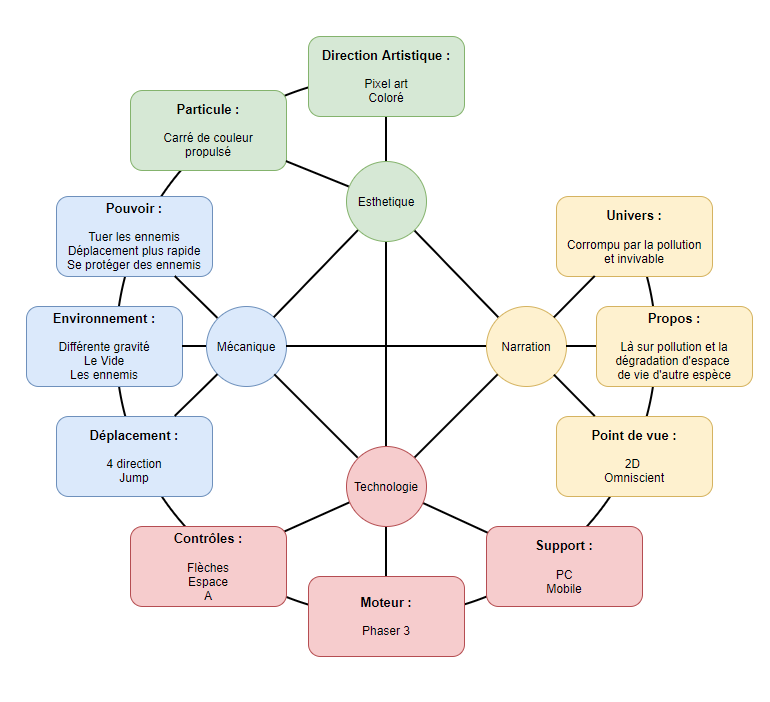 Direction Artistique :
Pixel art
Coloré
Particule :
Carré de couleur
propulsé
Esthetique
Pouvoir :
Tuer les ennemis
Déplacement plus rapide
Se protéger des ennemis
Univers :
Corrompu par la pollution
et invivable
Environnement :
Différente gravité
Le Vide
Les ennemis
Mécanique
Narration
Propos :
Là sur pollution et la
dégradation d'espace
de vie d'autre espèce
Déplacement :
4 direction
Jump
Point de vue :
2D
Omniscient
Technologie
Contrôles :
Flèches
Espace
A
Moteur :
Phaser 3
Support :
PC
Mobile